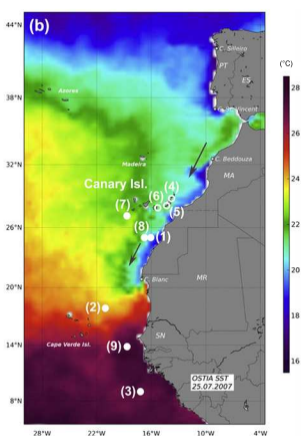 44°N
(b)
C. Silleiro
PT
ES
(°C)
Azores
28
38°N
C. St. Vincent
26
Madeira
32°N
C. Beddouza
MA
24
Canary Isl.
(4)
(6)
(7)
(5)
22
26°N
(8)
(1)
20
20°N
C. Blanc
MR
(2)
18
Cape Verde Isl.
SN
14°N
(9)
16
OSTIA SST
25.07.2007
8°N
(3)
28°W
22°W
16°W
10°W
4°W